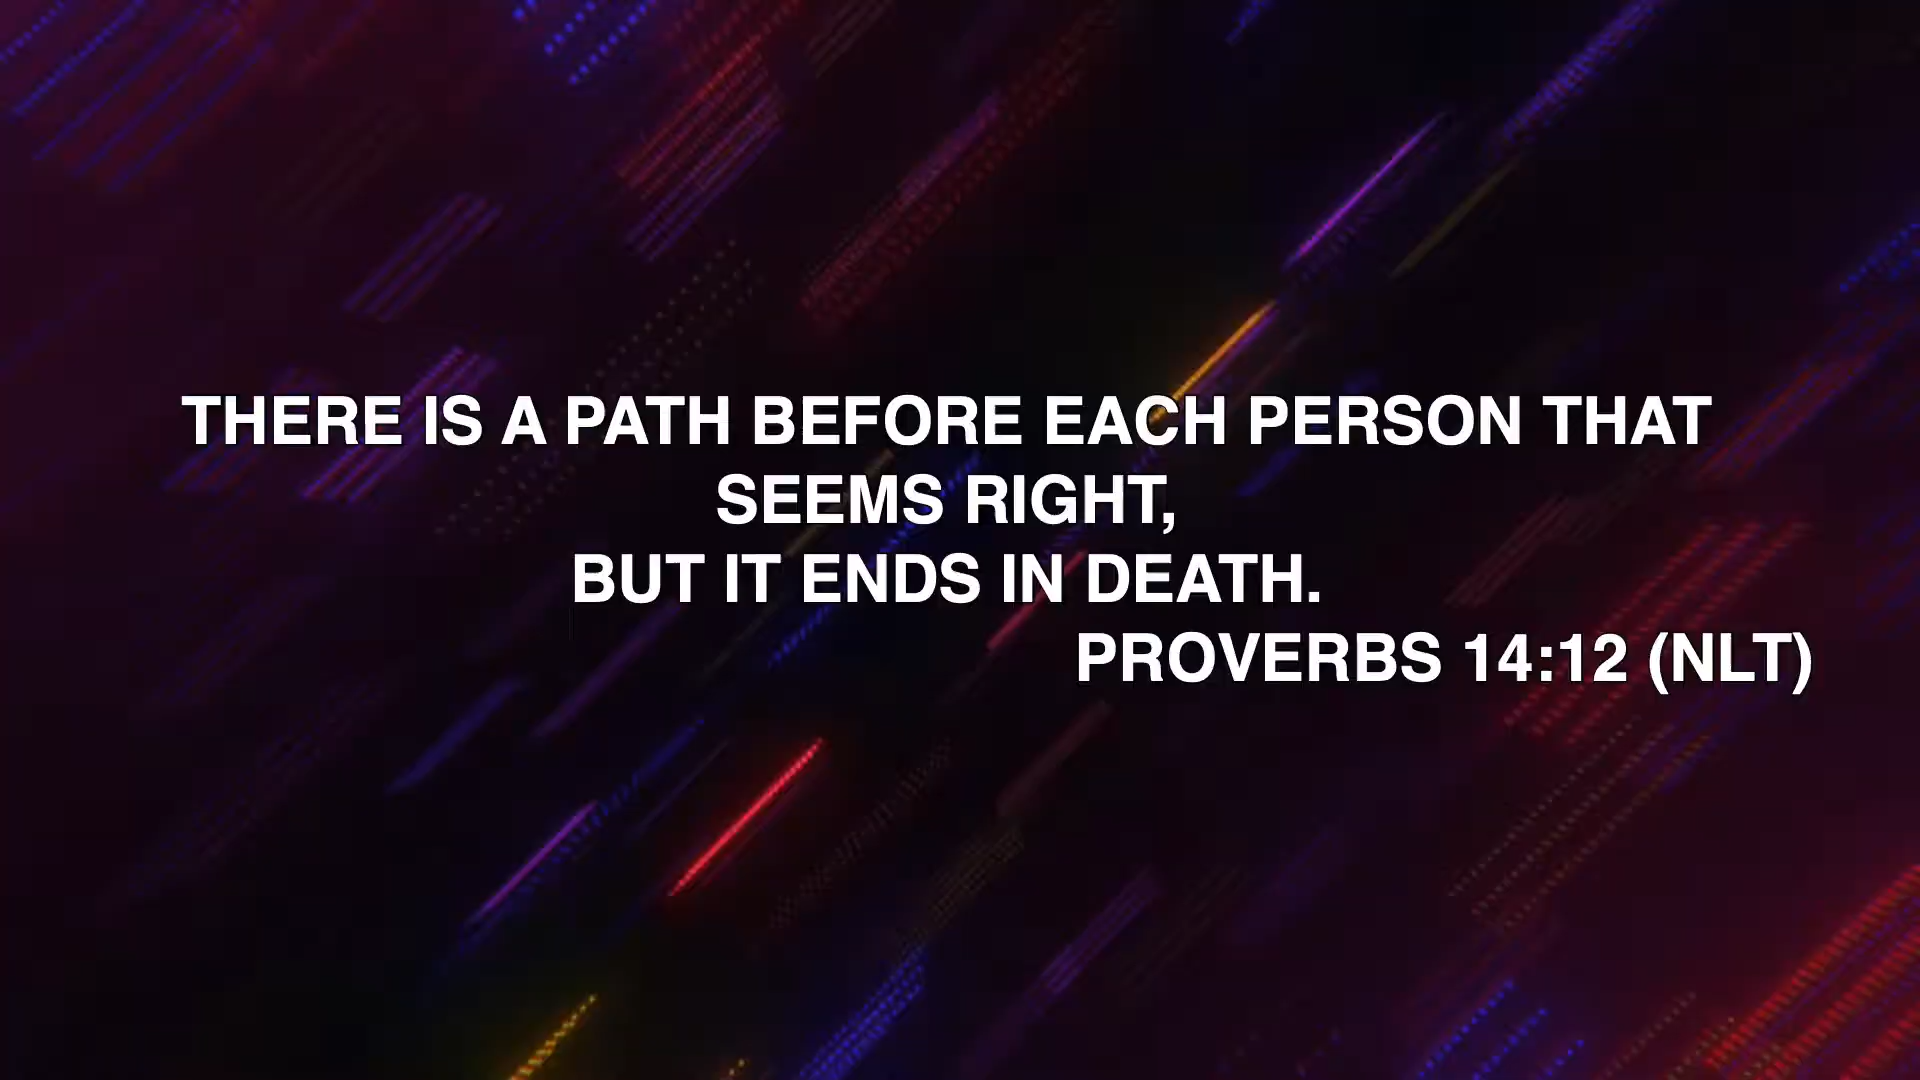 THERE IS A PATH BEFORE EACH PERSON THAT
SEEMS RIGHT,
BUT IT ENDS IN DEATH.
PROVERBS 14:12 (NLT)